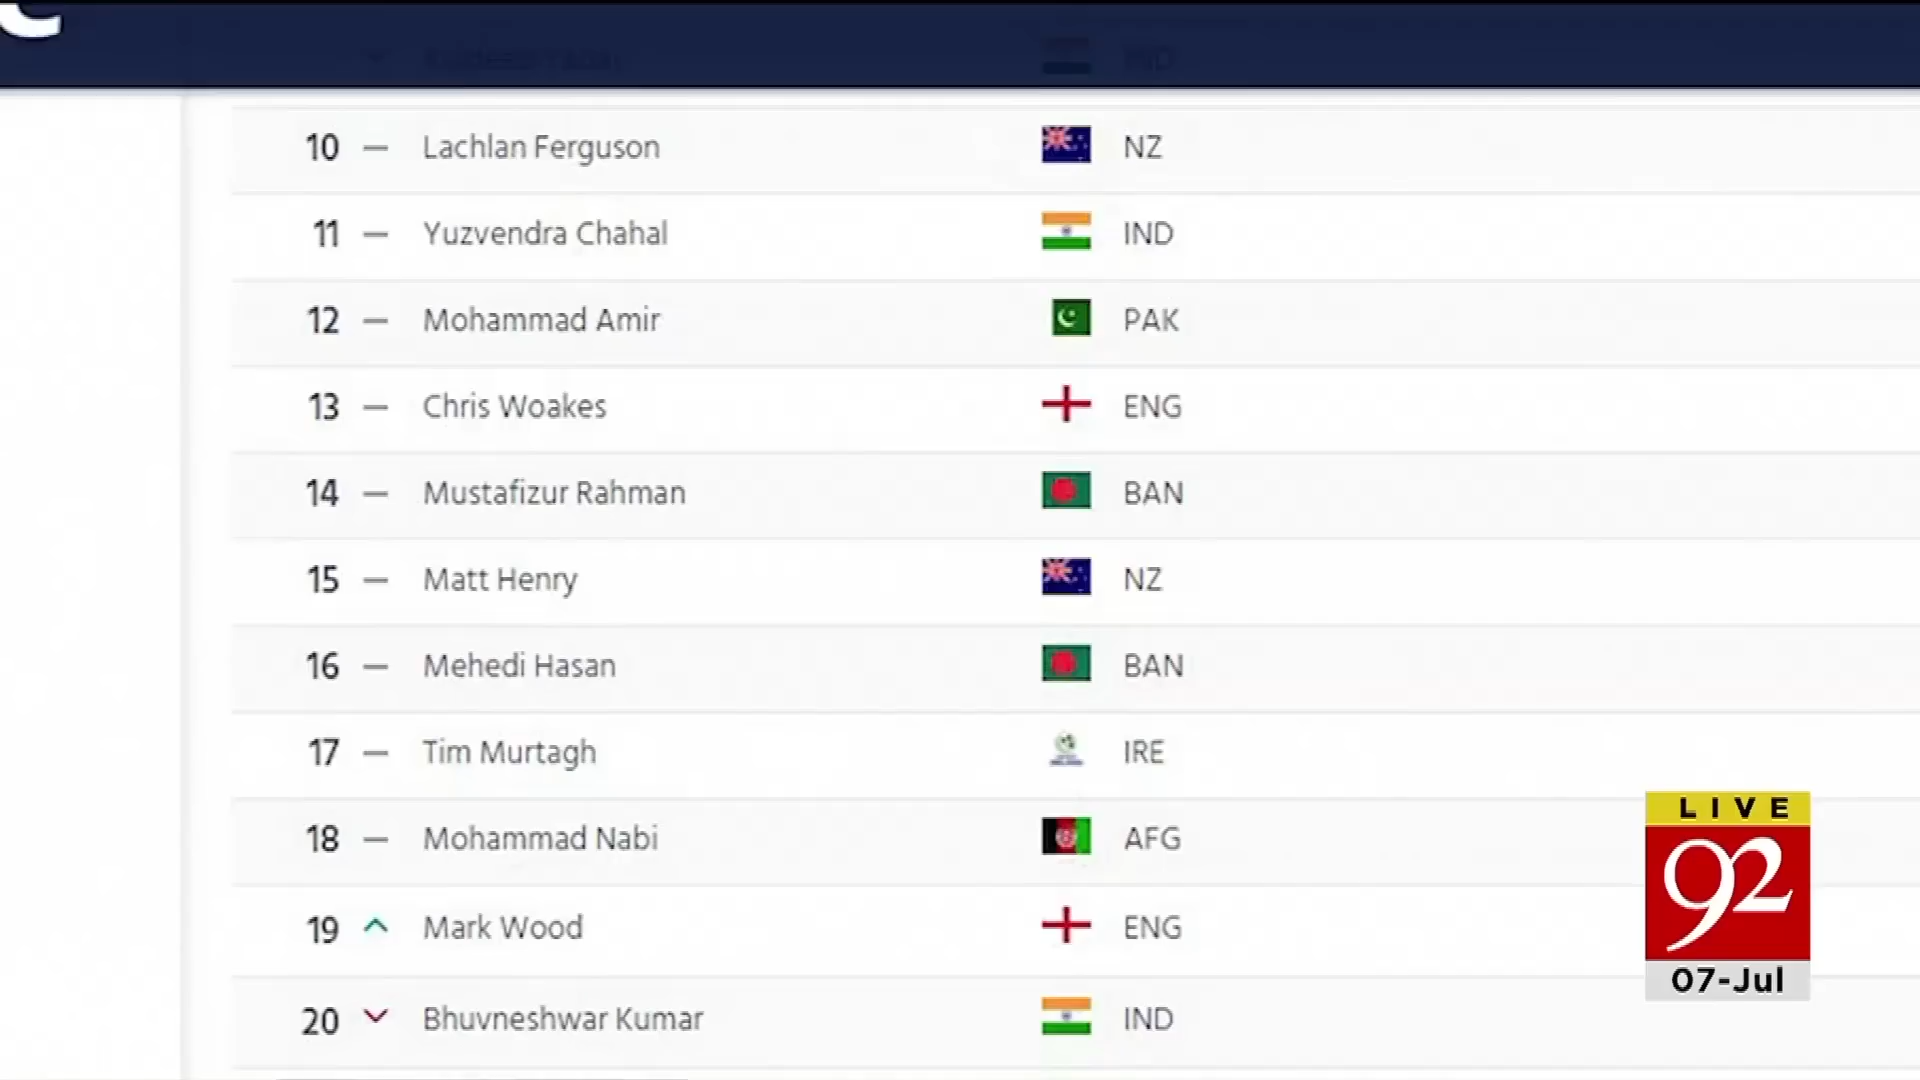 10 — Lachlan Ferguson NZ
11 — Yuzvendra Chahal IND
12 — Mohammad Amir PAK
13 — Chris Woakes ENG
14 — Mustafizur Rahman BAN
15 — Matt Henry NZ
16 — Mehedi Hasan BAN
17 — Tim Murtagh IRE
18 — Mohammad Nabi AFG
19 Mark Wood ENG
20 Bhuvneshwar Kumar IND
LIVE
92
07-Jul